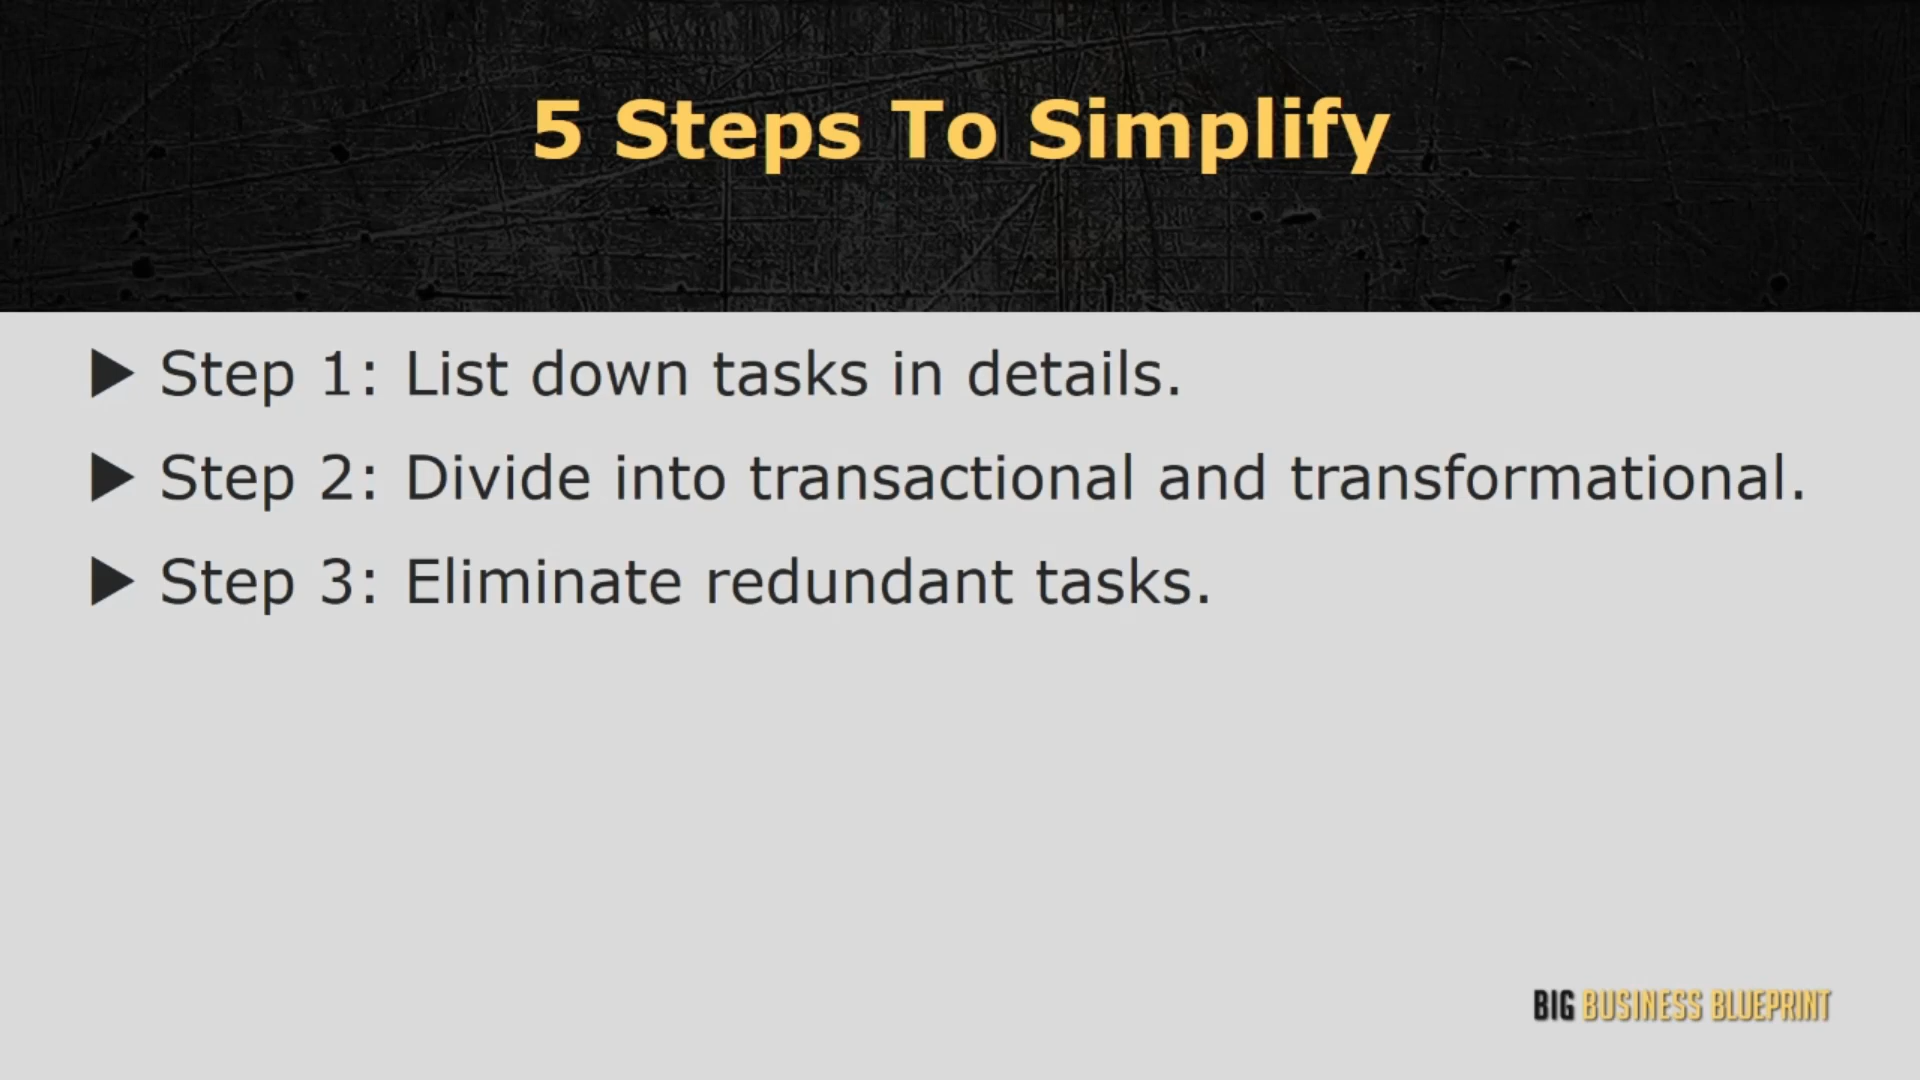 5 Steps To Simplify
▶ Step 1: List down tasks in details.
▶ Step 2: Divide into transactional and transformational.
▶ Step 3: Eliminate redundant tasks.
BIG BUSINESS BLUEPRINT